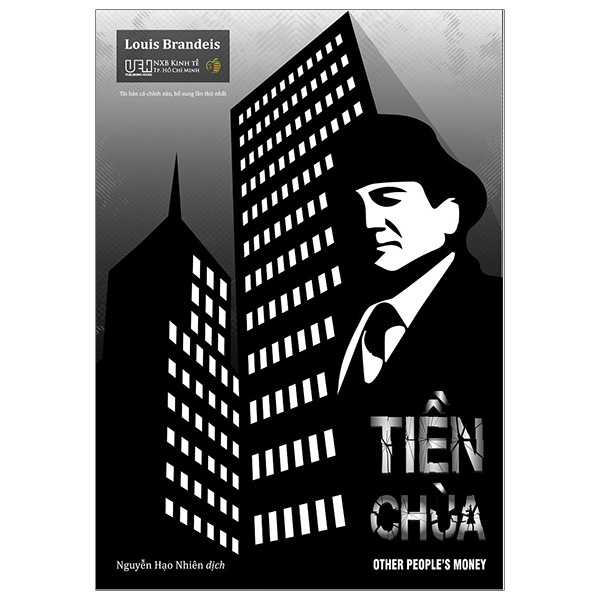 Louis Brandeis
UEH
PUBLISHING HOUSE
NXB KINH TẾ
TP. HỒ CHÍ MINH
Tái bản có chỉnh sửa, bổ sung lần thứ nhất
TIỀN
CHÙA
OTHER PEOPLE'S MONEY
Nguyễn Hạo Nhiên dịch